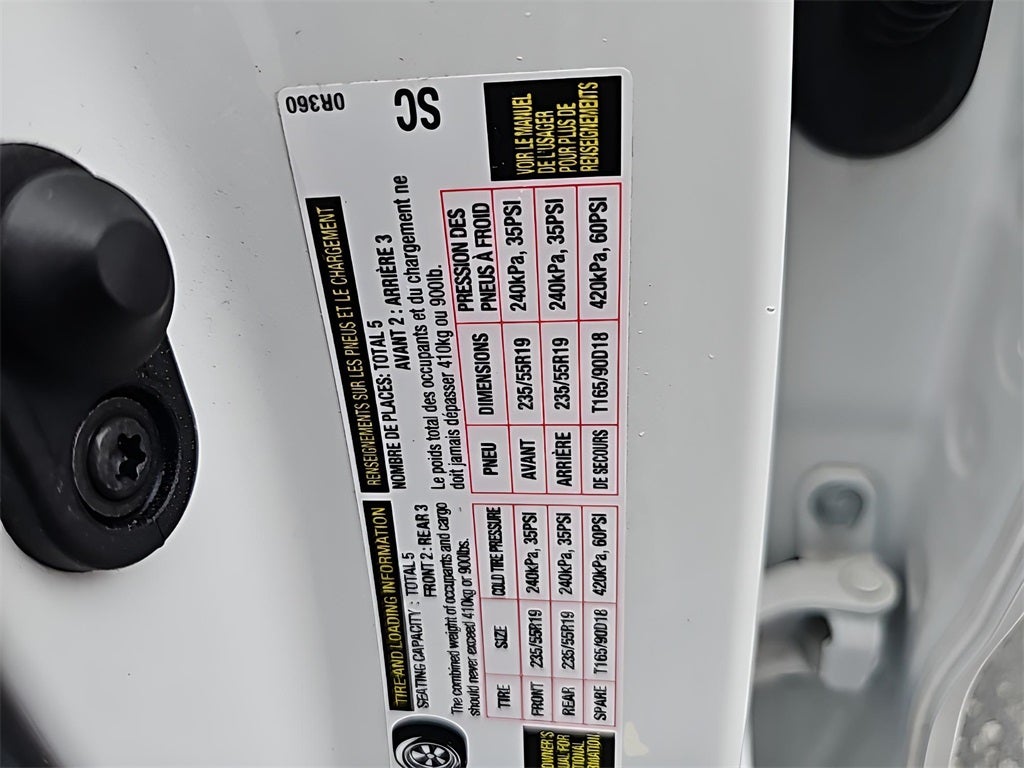 TIRE AND LOADING INFORMATION
SEATING CAPACITY : TOTAL 5
FRONT 2 : REAR 3
The combined weight of occupants and cargo
should never exceed 410kg or 900lbs.
TIRE SIZE COLD TIRE PRESSURE
FRONT 235/55R19 240kPa, 35PSI
REAR 235/55R19 240kPa, 35PSI
SPARE T165/90D18 420kPa, 60PSI
RENSEIGNEMENTS SUR LES PNEUS ET LE CHARGEMENT
NOMBRE DE PLACES: TOTAL 5
AVANT 2 : ARRIÈRE 3
Le poids total des occupants et du chargement ne
doit jamais dépasser 410kg ou 900lb.
PNEU DIMENSIONS PRESSION DES
PNEUS À FROID
AVANT 235/55R19 240kPa, 35PSI
ARRIÈRE 235/55R19 240kPa, 35PSI
DE SECOURS T165/90D18 420kPa, 60PSI
0R360
SC
VOIR LE MANUEL
DE L'USAGER
POUR PLUS DE
RENSEIGNEMENTS